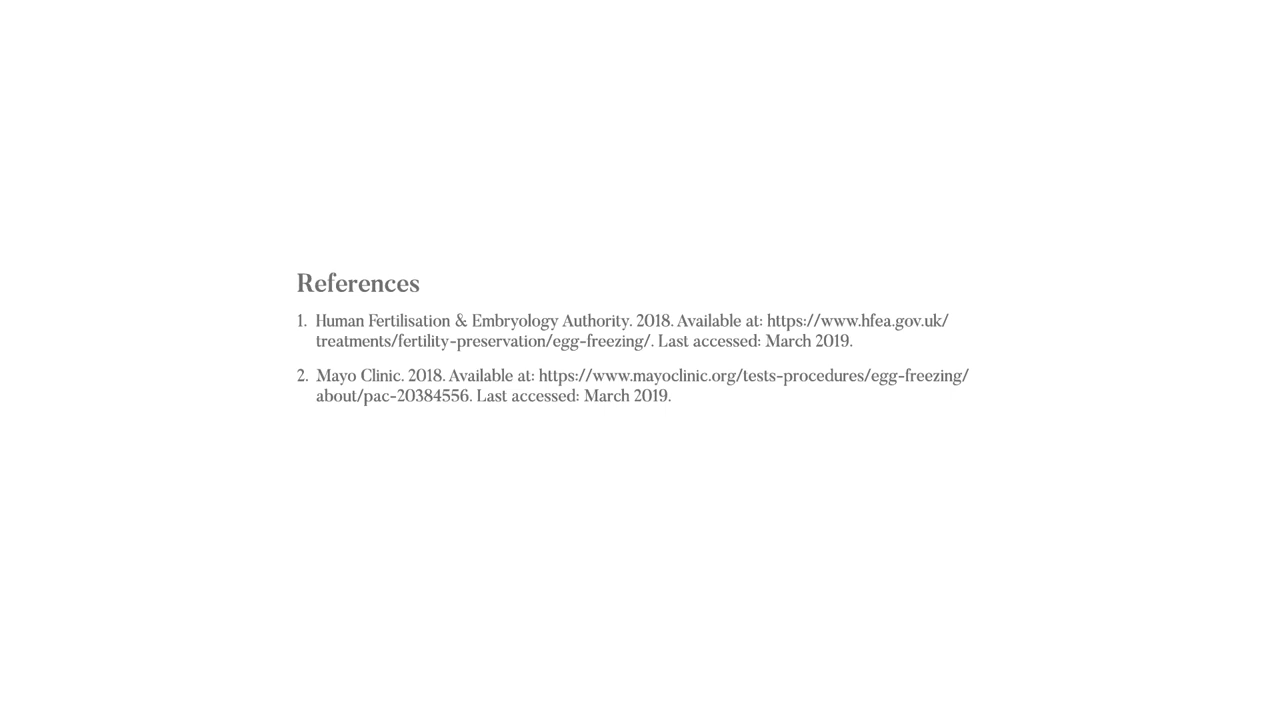 References
1. Human Fertilisation & Embryology Authority. 2018. Available at: https://www.hfea.gov.uk/
treatments/fertility-preservation/egg-freezing/. Last accessed: March 2019.
2. Mayo Clinic. 2018. Available at: https://www.mayoclinic.org/tests-procedures/egg-freezing/
about/pac-20384556. Last accessed: March 2019.